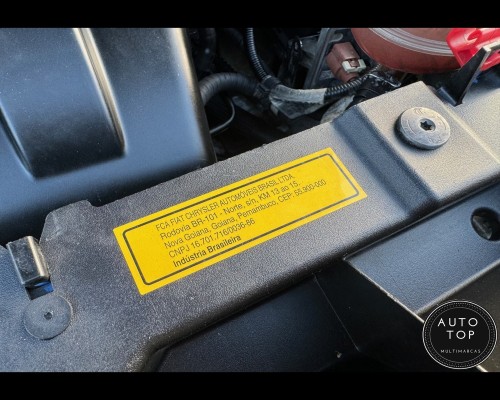 FCA FIAT CHRYSLER AUTOMÓVEIS BRASIL LTDA.
Rodovia BR-101 - Norte, s/n, KM 13 ao 15
Nova Goiana, Goiana, Pernambuco, CEP: 55.900-000
CNPJ 16.701.716/0036-86
Indústria Brasileira
AUTO
TOP
MULTIMARCAS